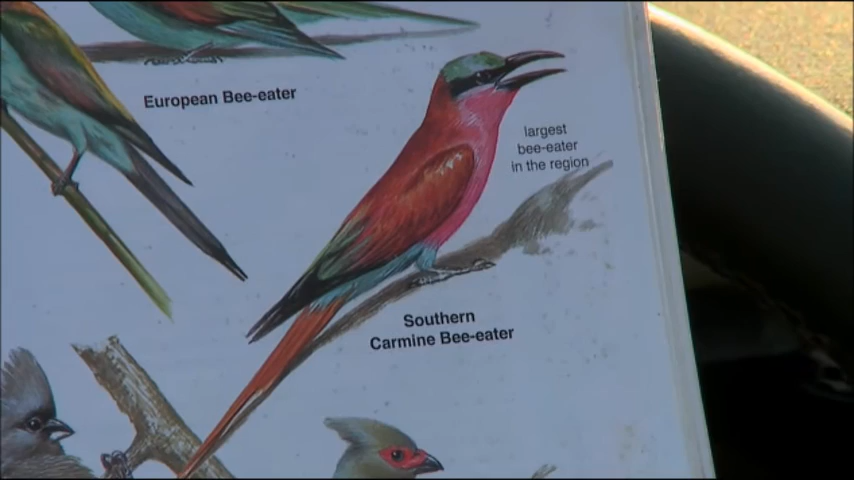 European Bee-eater
largest
bee-eater
in the region
Southern
Carmine Bee-eater